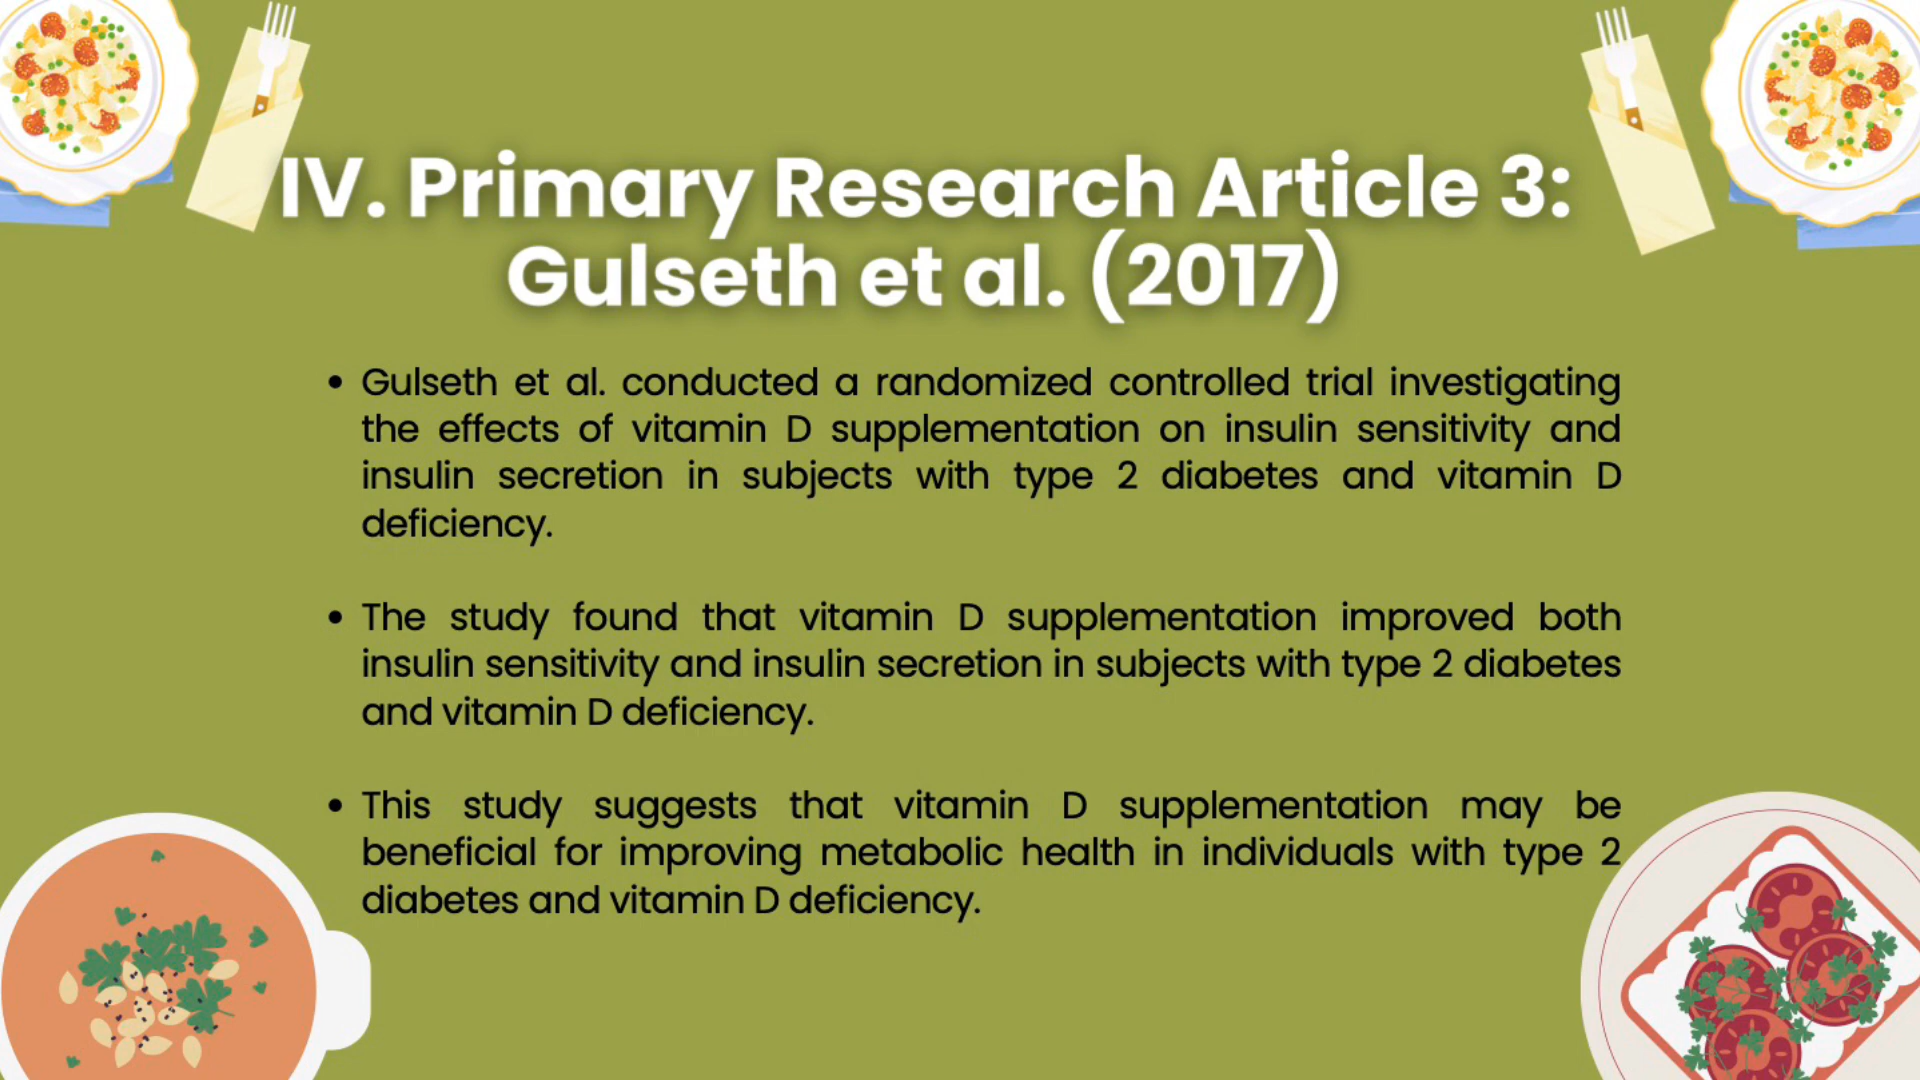 IV. Primary Research Article 3:
Gulseth et al. (2017)
• Gulseth et al. conducted a randomized controlled trial investigating
the effects of vitamin D supplementation on insulin sensitivity and
insulin secretion in subjects with type 2 diabetes and vitamin D
deficiency.
• The study found that vitamin D supplementation improved both
insulin sensitivity and insulin secretion in subjects with type 2 diabetes
and vitamin D deficiency.
• This study suggests that vitamin D supplementation may be
beneficial for improving metabolic health in individuals with type 2
diabetes and vitamin D deficiency.